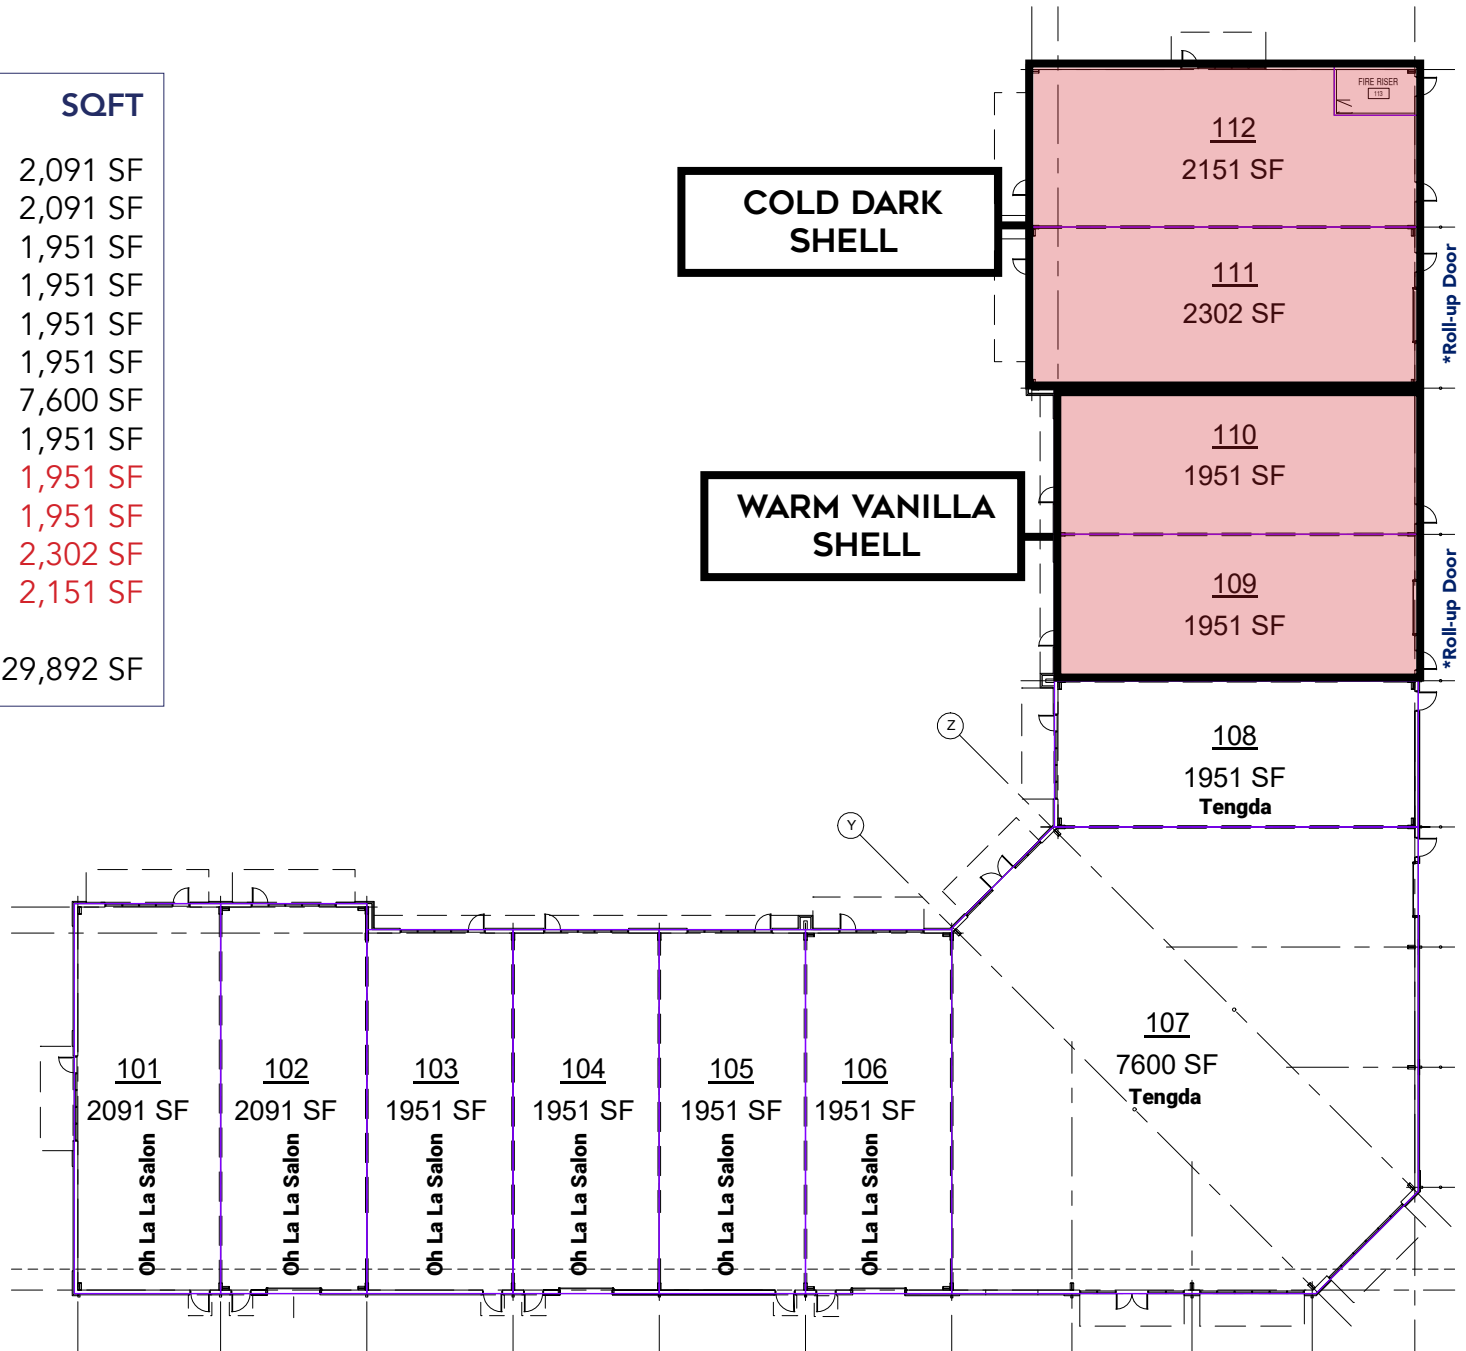 SQFT
2,091 SF
2,091 SF
1,951 SF
1,951 SF
1,951 SF
1,951 SF
7,600 SF
1,951 SF
1,951 SF
1,951 SF
2,302 SF
2,151 SF
29,892 SF
COLD DARK
SHELL
WARM VANILLA
SHELL
FIRE RISER
113
112
2151 SF
111
2302 SF
*Roll-up Door
110
1951 SF
109
1951 SF
*Roll-up Door
108
1951 SF
Tengda
Z
Y
107
7600 SF
Tengda
101
2091 SF
Oh La La Salon
102
2091 SF
Oh La La Salon
103
1951 SF
Oh La La Salon
104
1951 SF
Oh La La Salon
105
1951 SF
Oh La La Salon
106
1951 SF
Oh La La Salon